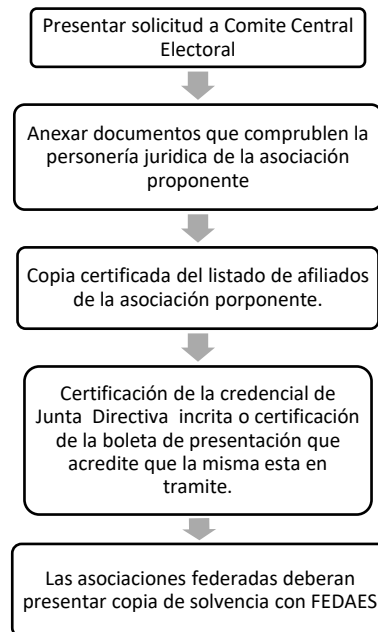 Presentar solicitud a Comite Central
Electoral
Anexar documentos que comprublen la
personería juridica de la asociación
proponente
Copia certificada del listado de afiliados
de la asociación porponente.
Certificación de la credencial de
Junta Directiva incrita o certificación
de la boleta de presentación que
acredite que la misma esta en
tramite.
Las asociaciones federadas deberan
presentar copia de solvencia con FEDAES